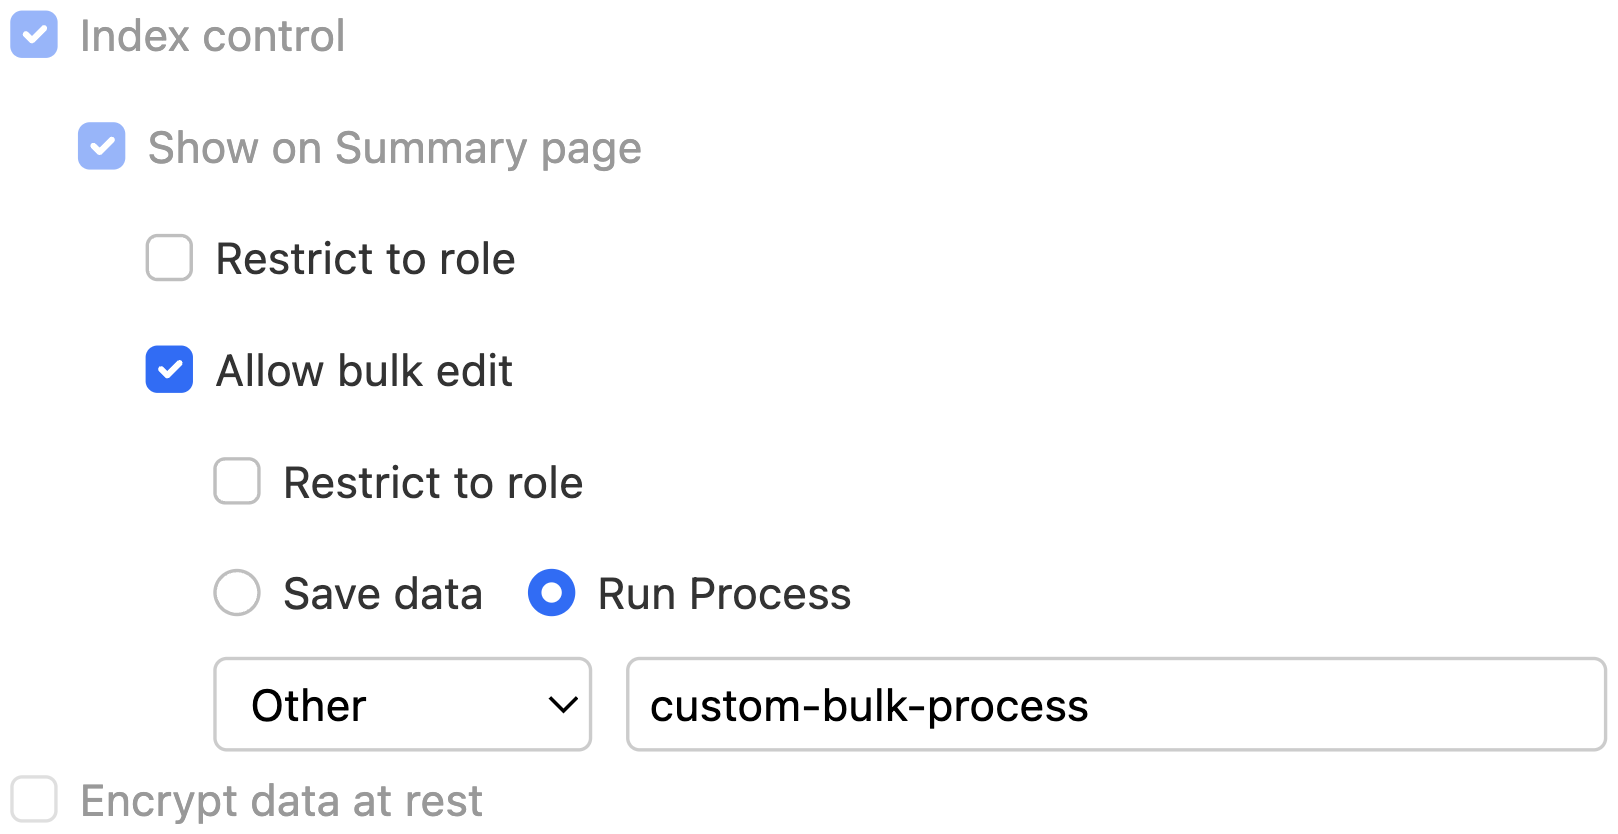 Index control
Show on Summary page
Restrict to role
Allow bulk edit
Restrict to role
Save data Run Process
Other custom-bulk-process
Encrypt data at rest